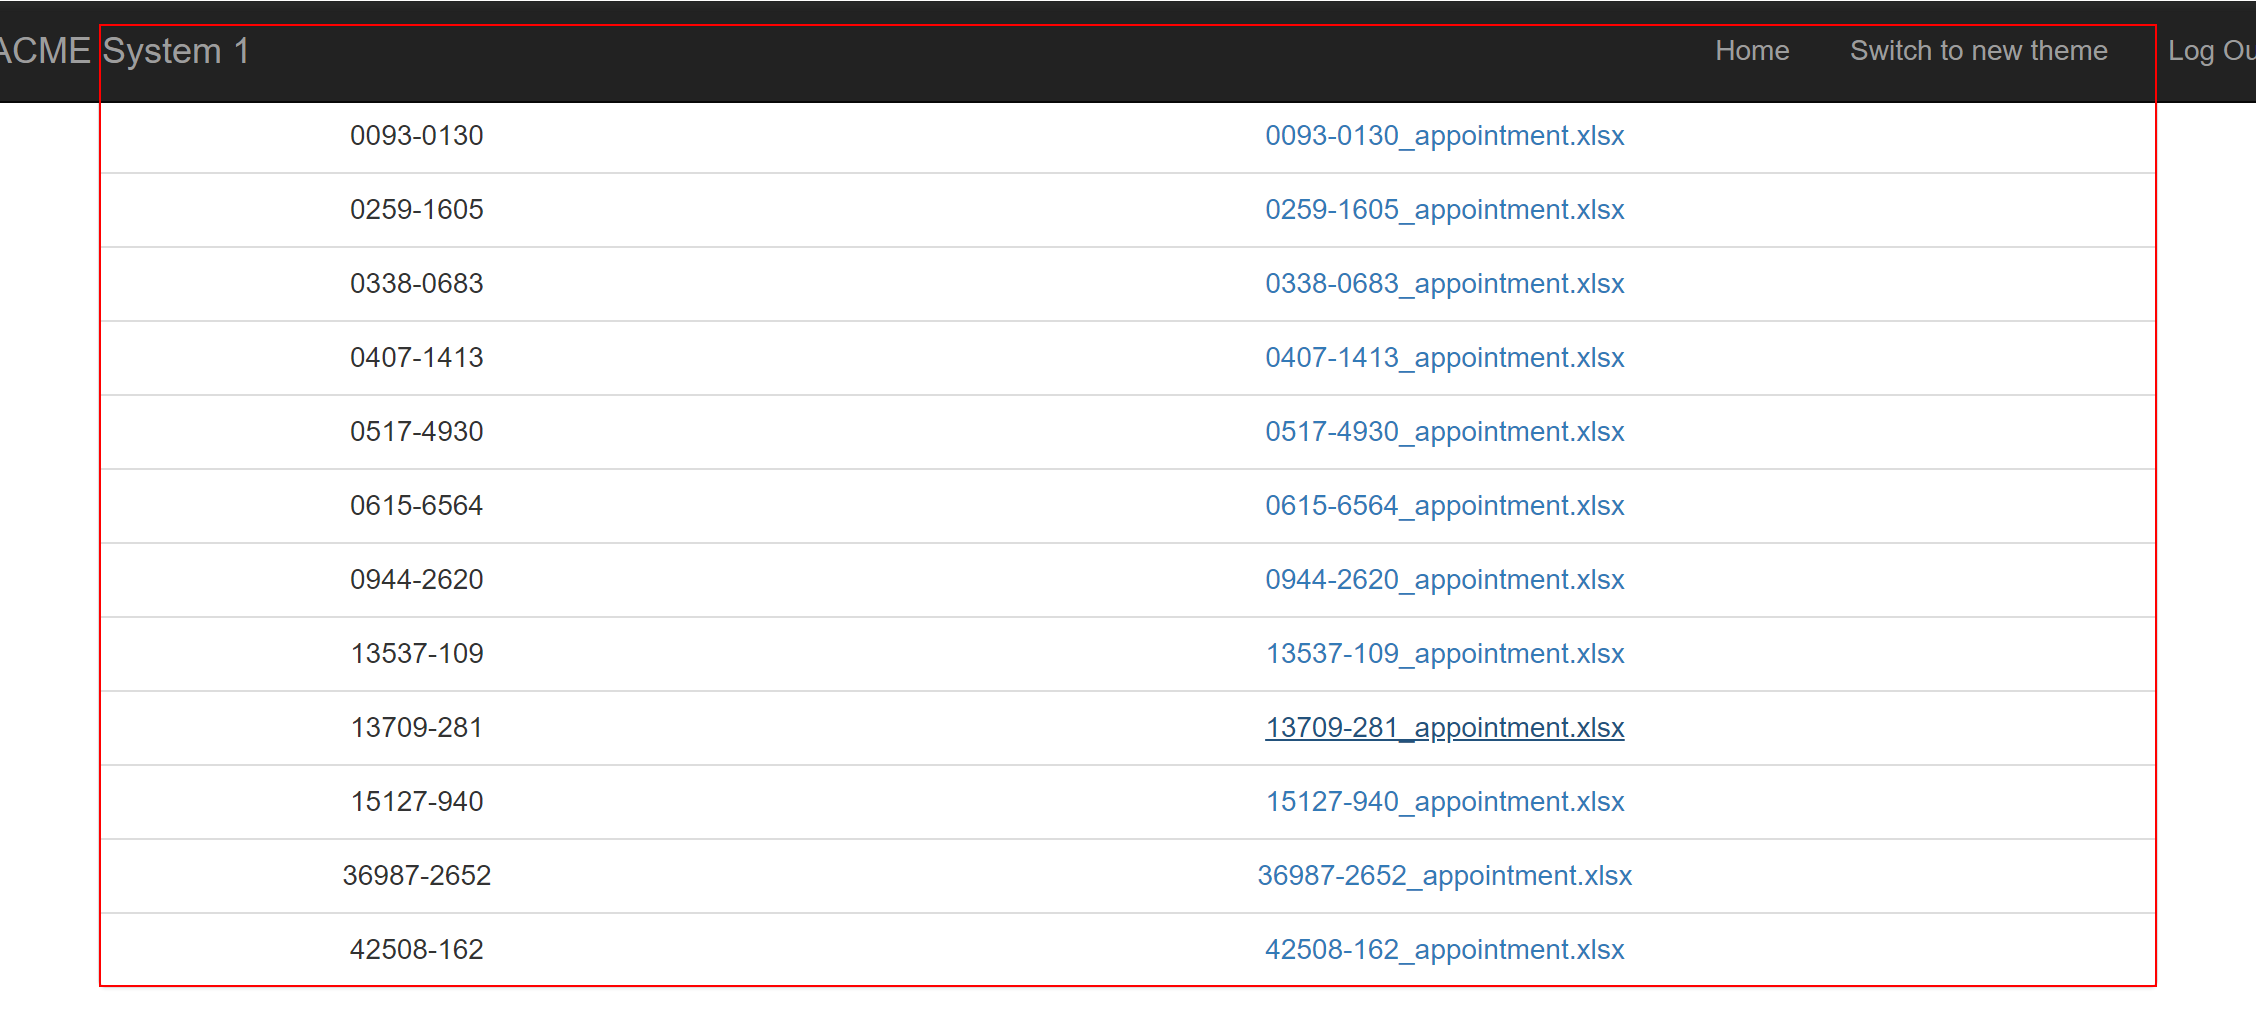 ACME System 1 Home Switch to new theme Log Ou
0093-0130 0093-0130_appointment.xlsx
0259-1605 0259-1605_appointment.xlsx
0338-0683 0338-0683_appointment.xlsx
0407-1413 0407-1413_appointment.xlsx
0517-4930 0517-4930_appointment.xlsx
0615-6564 0615-6564_appointment.xlsx
0944-2620 0944-2620_appointment.xlsx
13537-109 13537-109_appointment.xlsx
13709-281 13709-281_appointment.xlsx
15127-940 15127-940_appointment.xlsx
36987-2652 36987-2652_appointment.xlsx
42508-162 42508-162_appointment.xlsx